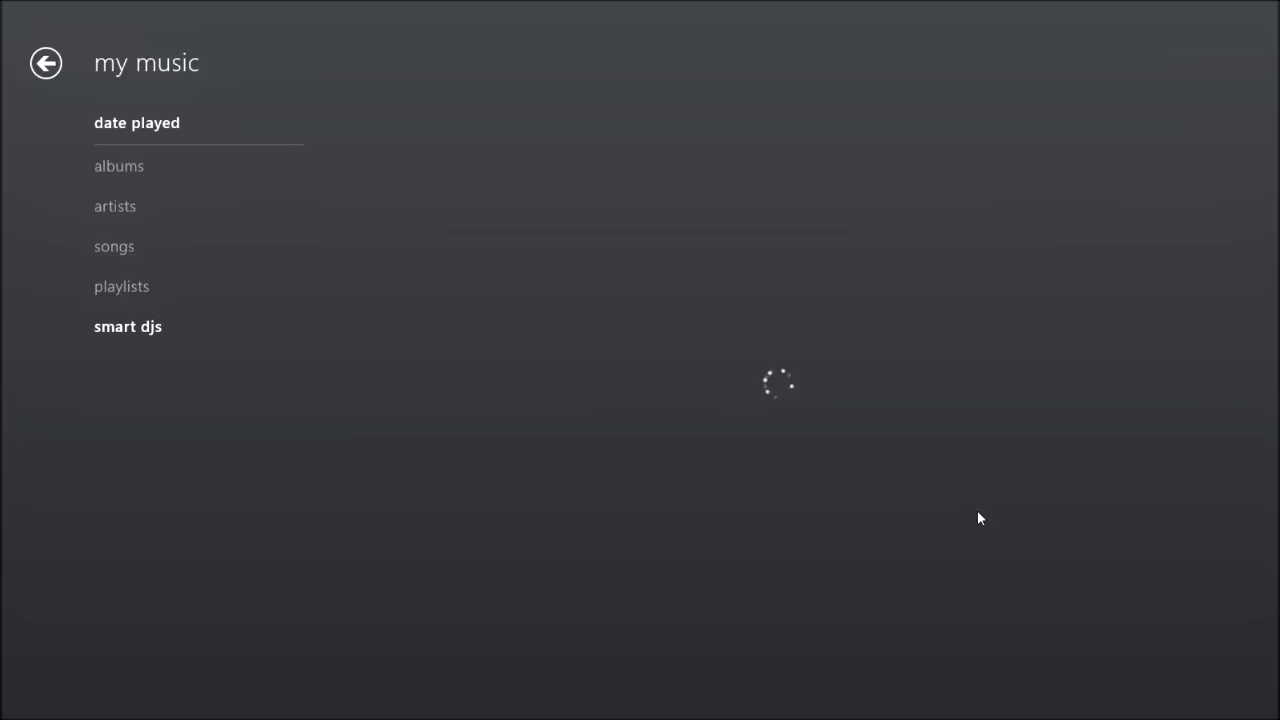 my music
date played
albums
artists
songs
playlists
smart djs